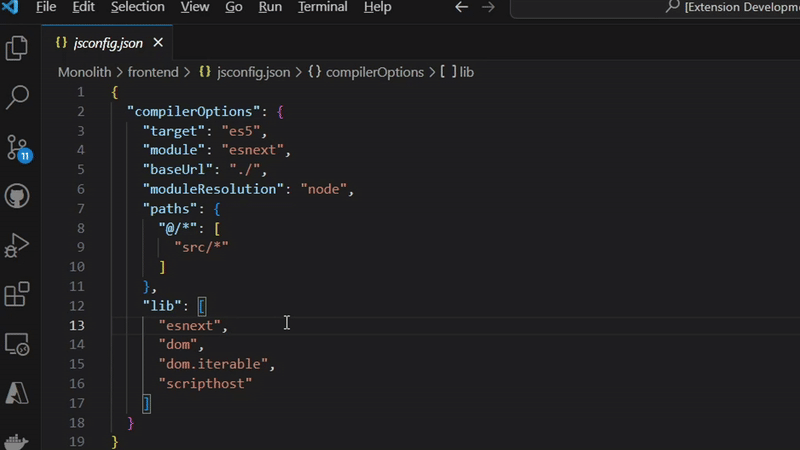 File Edit Selection View Go Run Terminal Help [Extension Developm
jsconfig.json
Monolith > frontend > {} jsconfig.json > {} compilerOptions > [ ] lib
1 {
2 "compilerOptions": {
3 "target": "es5",
4 "module": "esnext",
5 "baseUrl": "./",
6 "moduleResolution": "node",
7 "paths": {
8 "@/*": [
9 "src/*"
10 ]
11 },
12 "lib": [
13 "esnext",
14 "dom",
15 "dom.iterable",
16 "scripthost"
17 ]
18 }
19 }
11